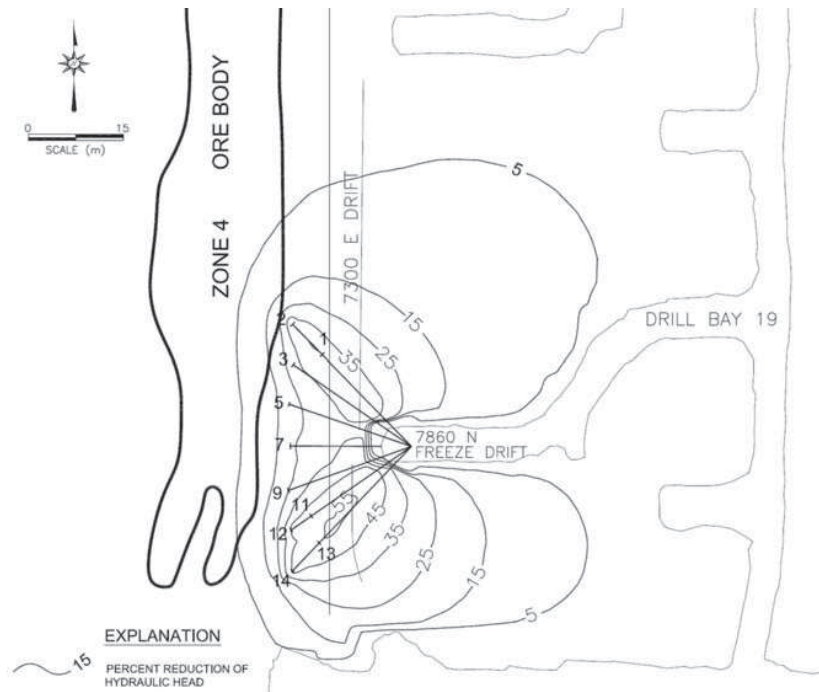 N
0 15
SCALE (m)
ZONE 4 ORE BODY
7300 E DRIFT
5
15
25
35
2
1
3
5
7
9
11
12
13
14
DRILL BAY 19
7860 N
FREEZE DRIFT
55
45
35
25
15
5
EXPLANATION
15
PERCENT REDUCTION OF
HYDRAULIC HEAD